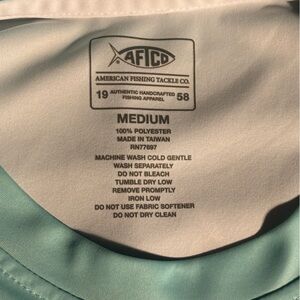 AFTCO
AMERICAN FISHING TACKLE CO.
19 AUTHENTIC HANDCRAFTED FISHING APPAREL 58
MEDIUM
100% POLYESTER
MADE IN TAIWAN
RN77697
MACHINE WASH COLD GENTLE
WASH SEPARATELY
DO NOT BLEACH
TUMBLE DRY LOW
REMOVE PROMPTLY
IRON LOW
DO NOT USE FABRIC SOFTENER
DO NOT DRY CLEAN